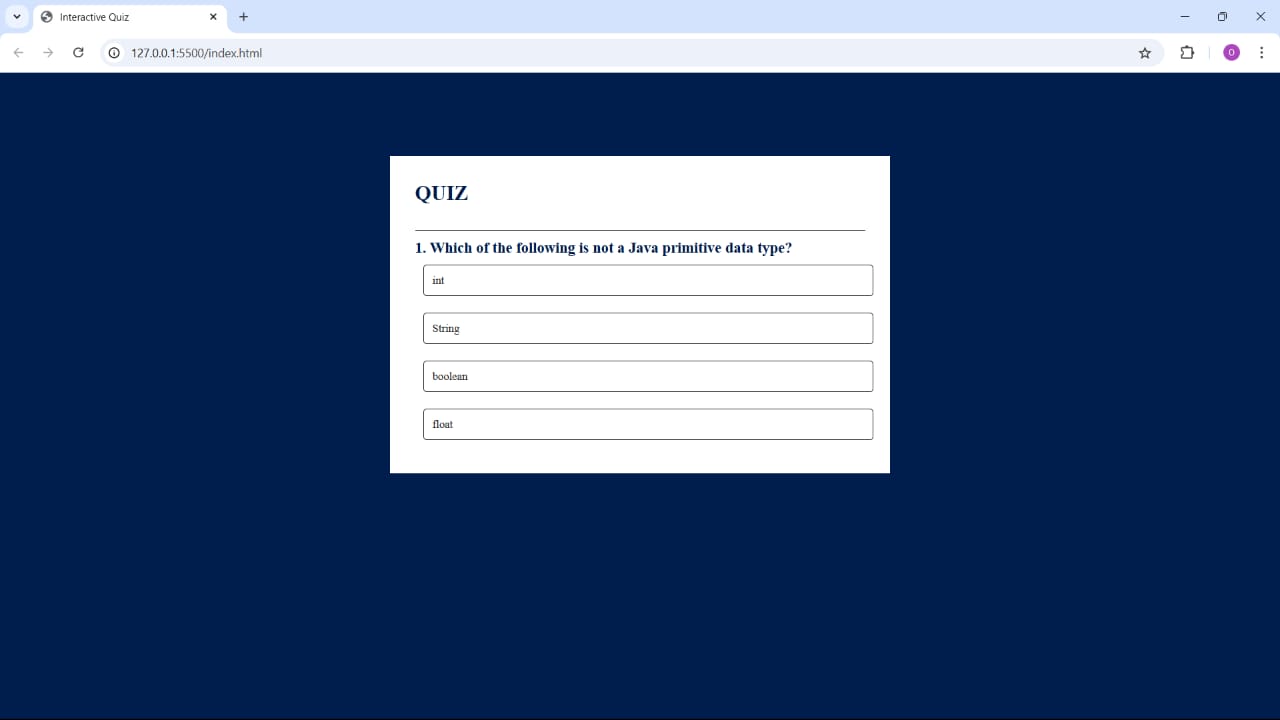 Interactive Quiz
127.0.0.1:5500/index.html
O
QUIZ
1. Which of the following is not a Java primitive data type?
int
String
boolean
float